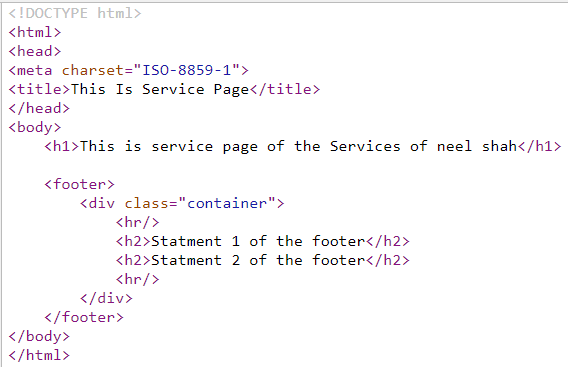 <!DOCTYPE html>
<html>
<head>
<meta charset="ISO-8859-1">
<title>This Is Service Page</title>
</head>
<body>
    <h1>This is service page of the Services of neel shah</h1>

    <footer>
        <div class="container">
            <hr/>
            <h2>Statment 1 of the footer</h2>
            <h2>Statment 2 of the footer</h2>
            <hr/>
        </div>
    </footer>
</body>
</html>